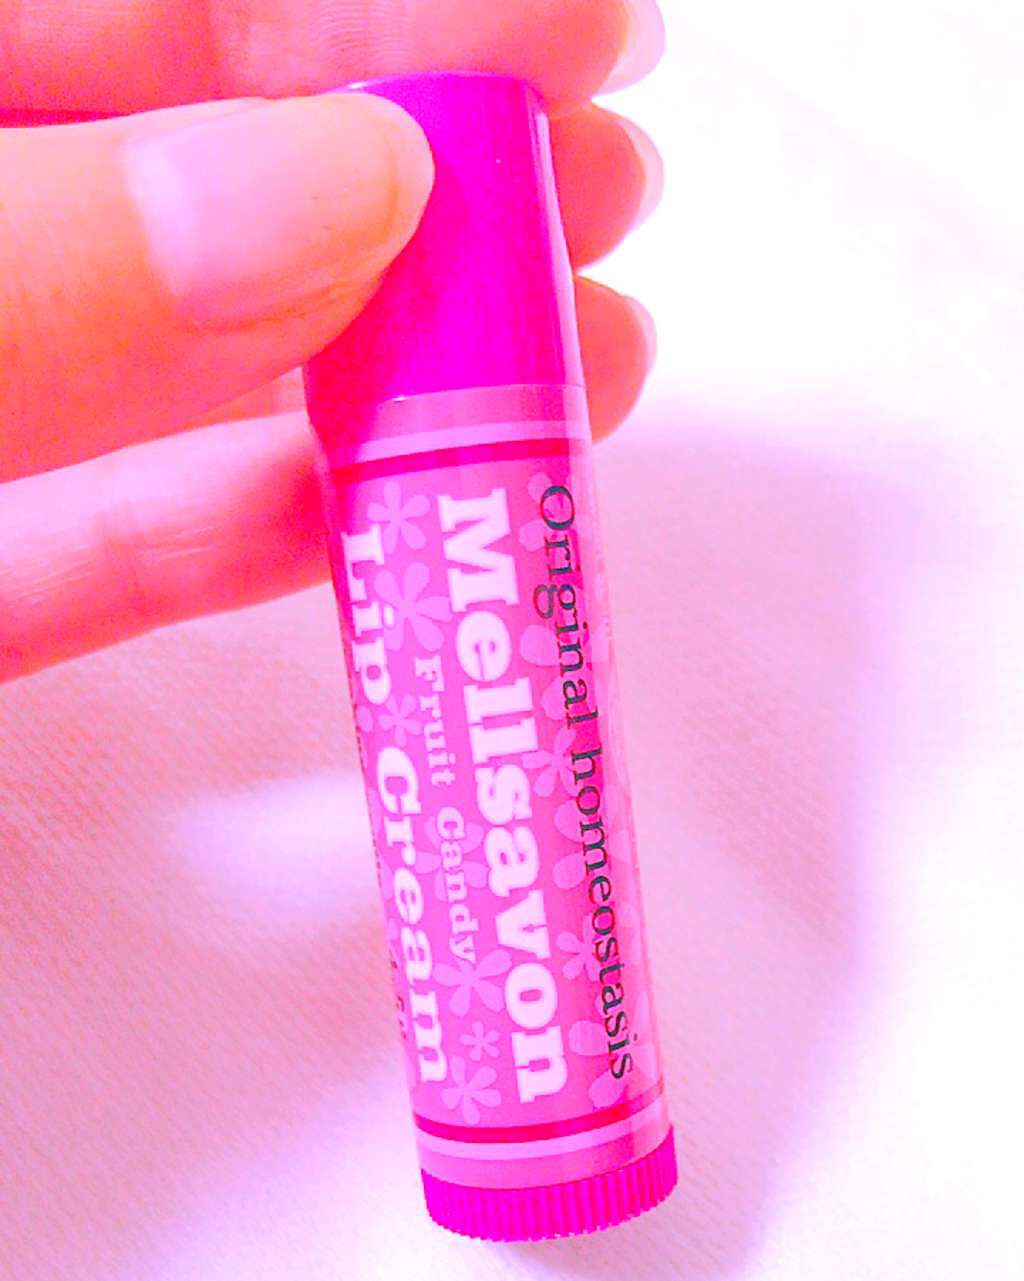 Original homeostasis
Mellsavon
Fruit Candy
Lip Cream